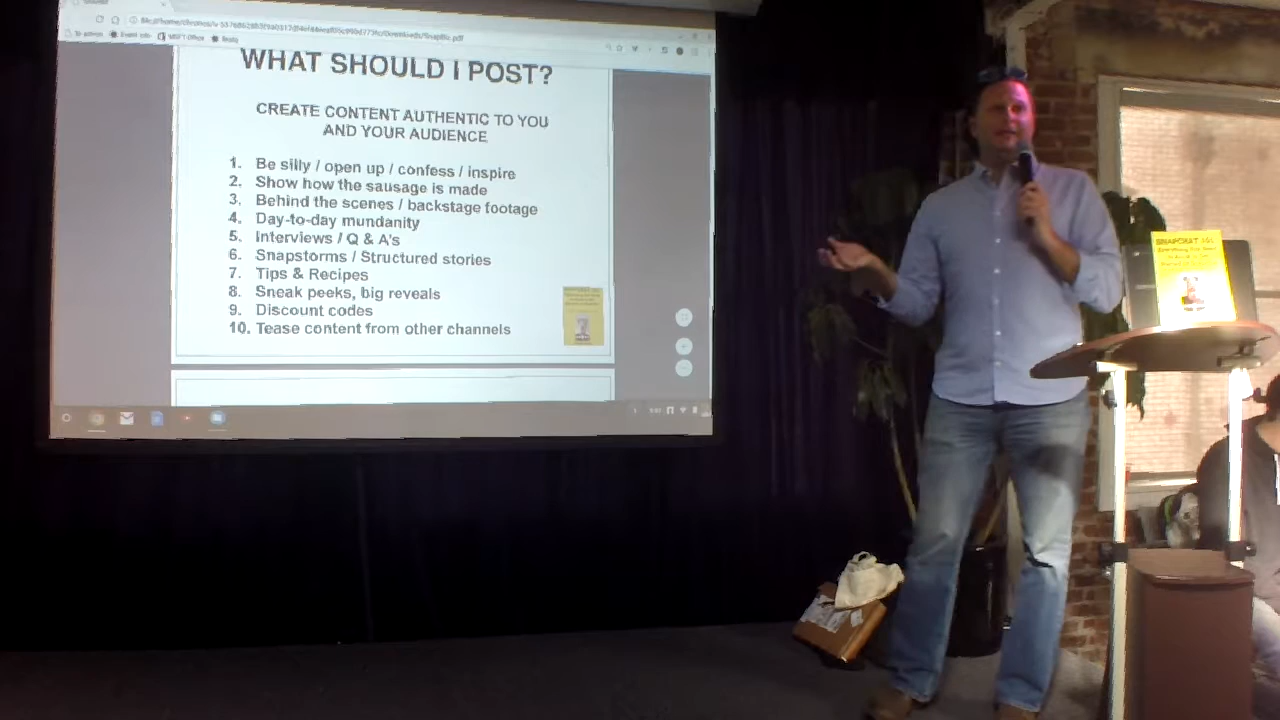 WHAT SHOULD I POST?
CREATE CONTENT AUTHENTIC TO YOU
AND YOUR AUDIENCE
1. Be silly / open up / confess / inspire
2. Show how the sausage is made
3. Behind the scenes / backstage footage
4. Day-to-day mundanity
5. Interviews / Q & A's
6. Snapstorms / Structured stories
7. Tips & Recipes
8. Sneak peeks, big reveals
9. Discount codes
10. Tease content from other channels
SNAPCHAT 101